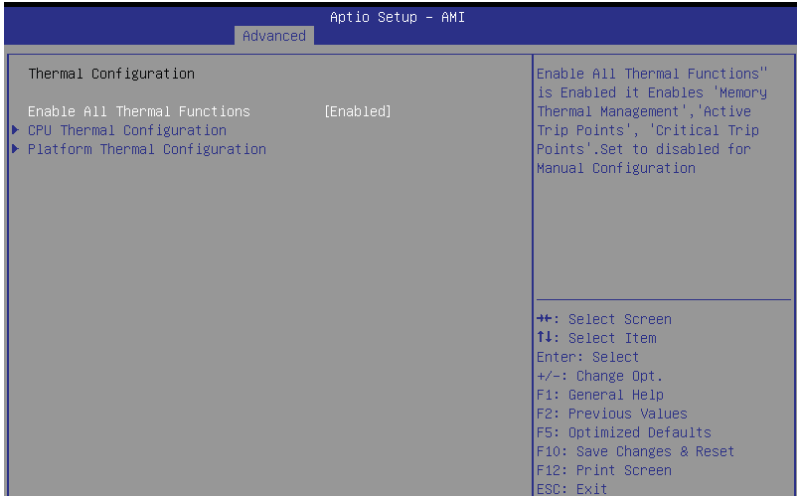 Aptio Setup – AMI
Advanced
Thermal Configuration
Enable All Thermal Functions [Enabled]
CPU Thermal Configuration
Platform Thermal Configuration
Enable All Thermal Functions"
is Enabled it Enables 'Memory
Thermal Management','Active
Trip Points', 'Critical Trip
Points'.Set to disabled for
Manual Configuration
→←: Select Screen
↑↓: Select Item
Enter: Select
+/-: Change Opt.
F1: General Help
F2: Previous Values
F5: Optimized Defaults
F10: Save Changes & Reset
F12: Print Screen
ESC: Exit